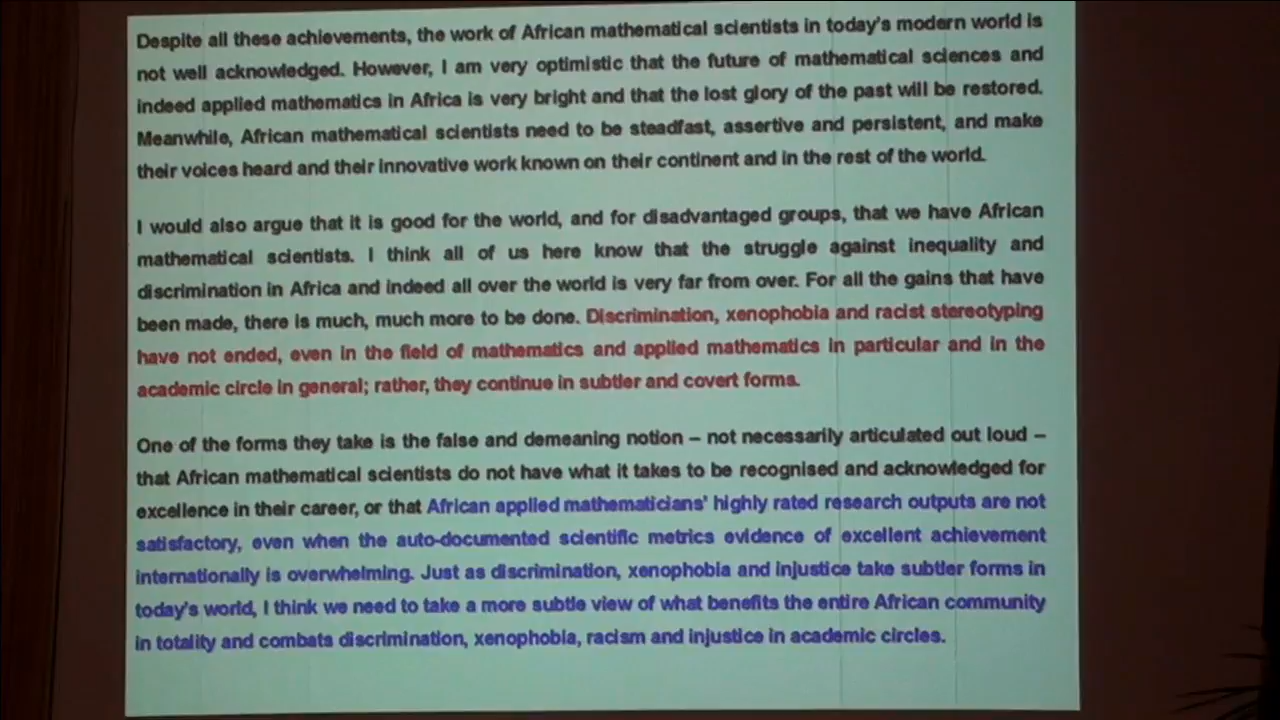 Despite all these achievements, the work of African mathematical scientists in today's modern world is
not well acknowledged. However, I am very optimistic that the future of mathematical sciences and
indeed applied mathematics in Africa is very bright and that the lost glory of the past will be restored.
Meanwhile, African mathematical scientists need to be steadfast, assertive and persistent, and make
their voices heard and their innovative work known on their continent and in the rest of the world.
I would also argue that it is good for the world, and for disadvantaged groups, that we have African
mathematical scientists. I think all of us here know that the struggle against inequality and
discrimination in Africa and indeed all over the world is very far from over. For all the gains that have
been made, there is much, much more to be done. Discrimination, xenophobia and racist stereotyping
have not ended, even in the field of mathematics and applied mathematics in particular and in the
academic circle in general; rather, they continue in subtler and covert forms.
One of the forms they take is the false and demeaning notion – not necessarily articulated out loud –
that African mathematical scientists do not have what it takes to be recognised and acknowledged for
excellence in their career, or that African applied mathematicians' highly rated research outputs are not
satisfactory, even when the auto-documented scientific metrics evidence of excellent achievement
internationally is overwhelming. Just as discrimination, xenophobia and injustice take subtler forms in
today's world, I think we need to take a more subtle view of what benefits the entire African community
in totality and combats discrimination, xenophobia, racism and injustice in academic circles.